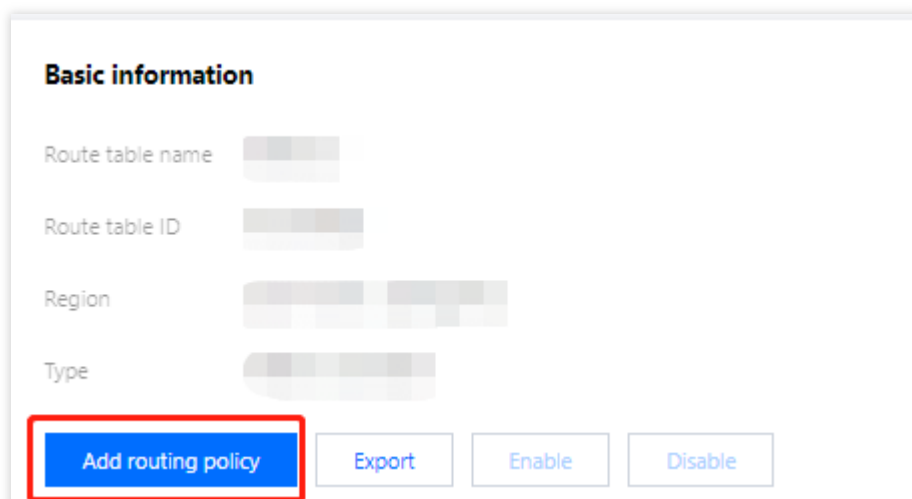 Basic information
Route table name
Route table ID
Region
Type
Add routing policy Export Enable Disable